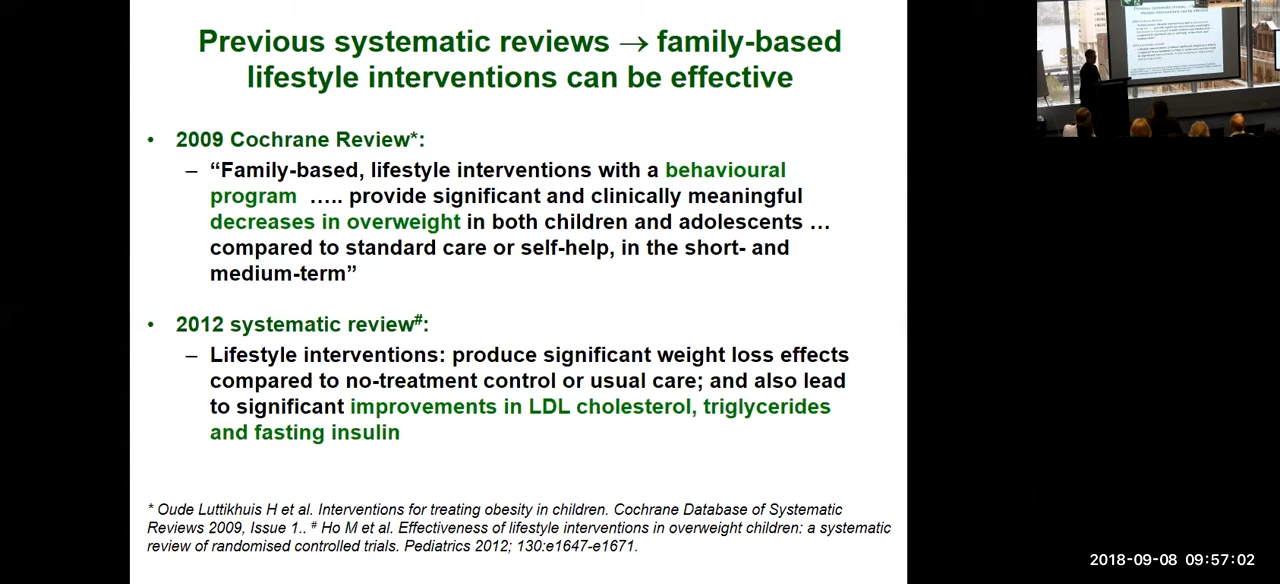 Previous systematic reviews → family-based
lifestyle interventions can be effective
• 2009 Cochrane Review*:
– “Family-based, lifestyle interventions with a behavioural
program ….. provide significant and clinically meaningful
decreases in overweight in both children and adolescents …
compared to standard care or self-help, in the short- and
medium-term”
• 2012 systematic review#:
– Lifestyle interventions: produce significant weight loss effects
compared to no-treatment control or usual care; and also lead
to significant improvements in LDL cholesterol, triglycerides
and fasting insulin
* Oude Luttikhuis H et al. Interventions for treating obesity in children. Cochrane Database of Systematic
Reviews 2009, Issue 1.. # Ho M et al. Effectiveness of lifestyle interventions in overweight children: a systematic
review of randomised controlled trials. Pediatrics 2012; 130:e1647-e1671.
2018-09-08 09:57:02